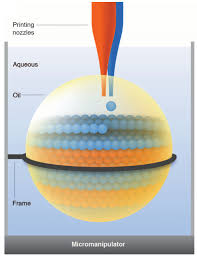 Printing
nozzles
Aqueous
Oil
Frame
Micromanipulator